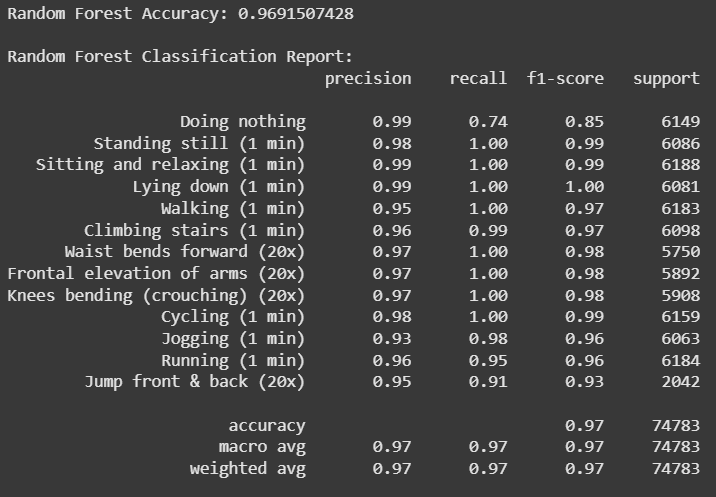 Random Forest Accuracy: 0.9691507428
Random Forest Classification Report:
precision recall f1-score support
Doing nothing 0.99 0.74 0.85 6149
Standing still (1 min) 0.98 1.00 0.99 6086
Sitting and relaxing (1 min) 0.99 1.00 0.99 6188
Lying down (1 min) 0.99 1.00 1.00 6081
Walking (1 min) 0.95 1.00 0.97 6183
Climbing stairs (1 min) 0.96 0.99 0.97 6098
Waist bends forward (20x) 0.97 1.00 0.98 5750
Frontal elevation of arms (20x) 0.97 1.00 0.98 5892
Knees bending (crouching) (20x) 0.97 1.00 0.98 5908
Cycling (1 min) 0.98 1.00 0.99 6159
Jogging (1 min) 0.93 0.98 0.96 6063
Running (1 min) 0.96 0.95 0.96 6184
Jump front & back (20x) 0.95 0.91 0.93 2042
accuracy 0.97 74783
macro avg 0.97 0.97 0.97 74783
weighted avg 0.97 0.97 0.97 74783